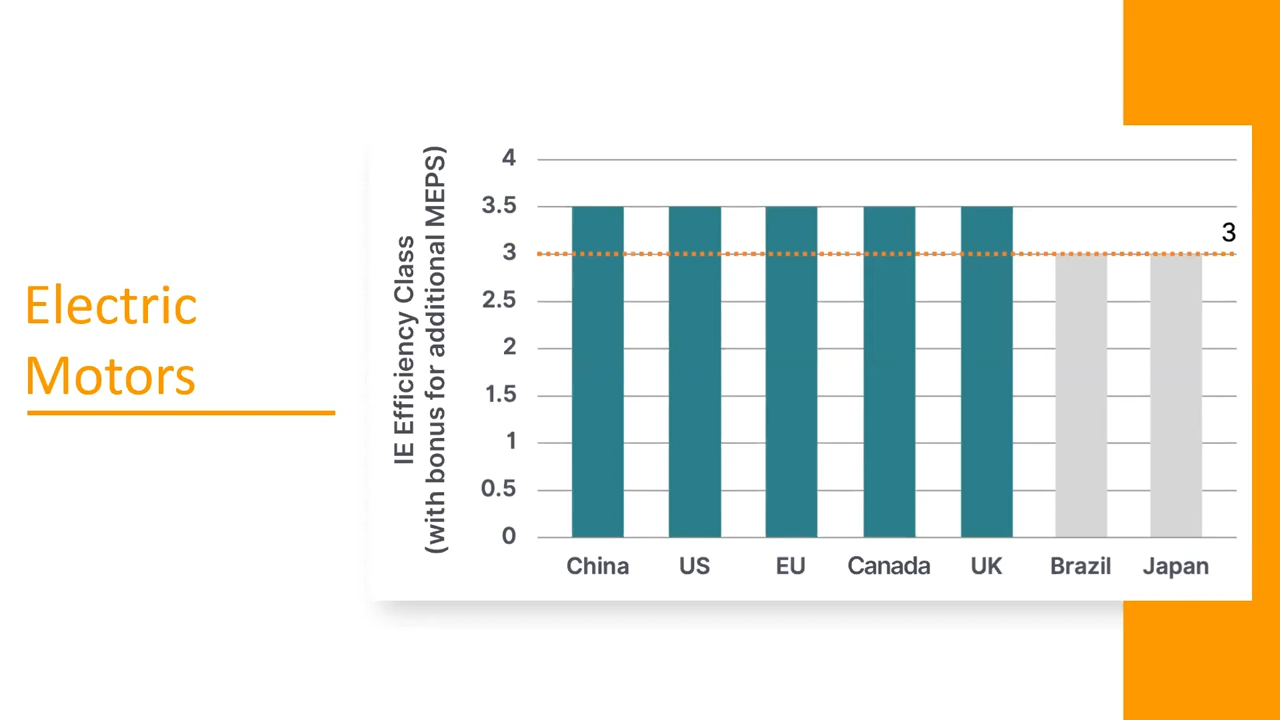 Electric
Motors
IE Efficiency Class
(with bonus for additional MEPS)
4
3.5
3
2.5
2
1.5
1
0.5
0
3
China
US
EU
Canada
UK
Brazil
Japan